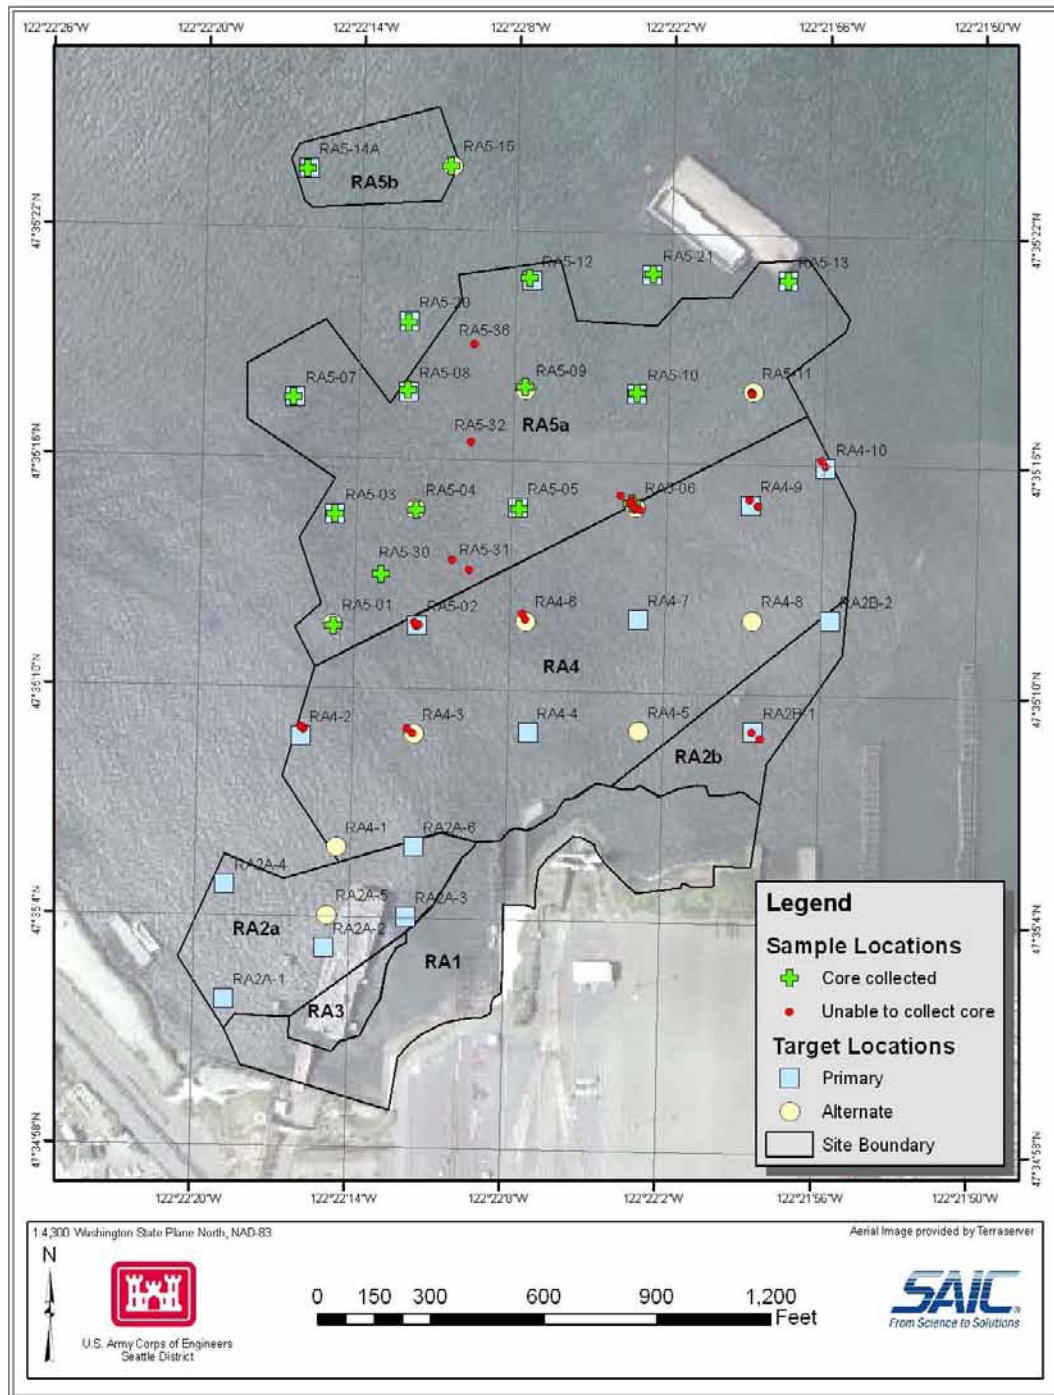 122°22'26"W 122°22'20"W 122°22'14"W 122°22'8"W 122°22'2"W 122°21'56"W 122°21'50"W
RA5-14A
RA5-15
RA5b
RA5-12
RA5-21
RA5-13
RA5-20
RA5-36
RA5-07
RA5-08
RA5-09
RA5-10
RA5-11
RA5a
RA5-32
RA4-10
RA5-03
RA5-04
RA5-05
RA4-9
RA5-30
RA5-31
RA5-01
RA5-02
RA4-6
RA4-7
RA4-8
RA2B-2
RA4
RA4-2
RA4-3
RA4-4
RA4-5
RA2B-1
RA2b
RA4-1
RA2A-6
RA2A-4
RA2A-5
RA2A-3
RA2a
RA2A-2
RA1
RA2A-1
RA3
47°35'10"N
47°35'4"N
47°34'58"N
47°35'10"N
47°35'4"N
47°34'58"N
Legend
Sample Locations
Core collected
Unable to collect core
Target Locations
Primary
Alternate
Site Boundary
122°22'20"W 122°22'14"W 122°22'2"W 122°21'56"W 122°21'50"W
1:4,300 Washington State Plane North, NAD-83
Aerial Image provided by Terraserver
N
U.S. Army Corps of Engineers
Seattle District
0 150 300 600 900 1,200
Feet
SAIC
From Science to Solutions